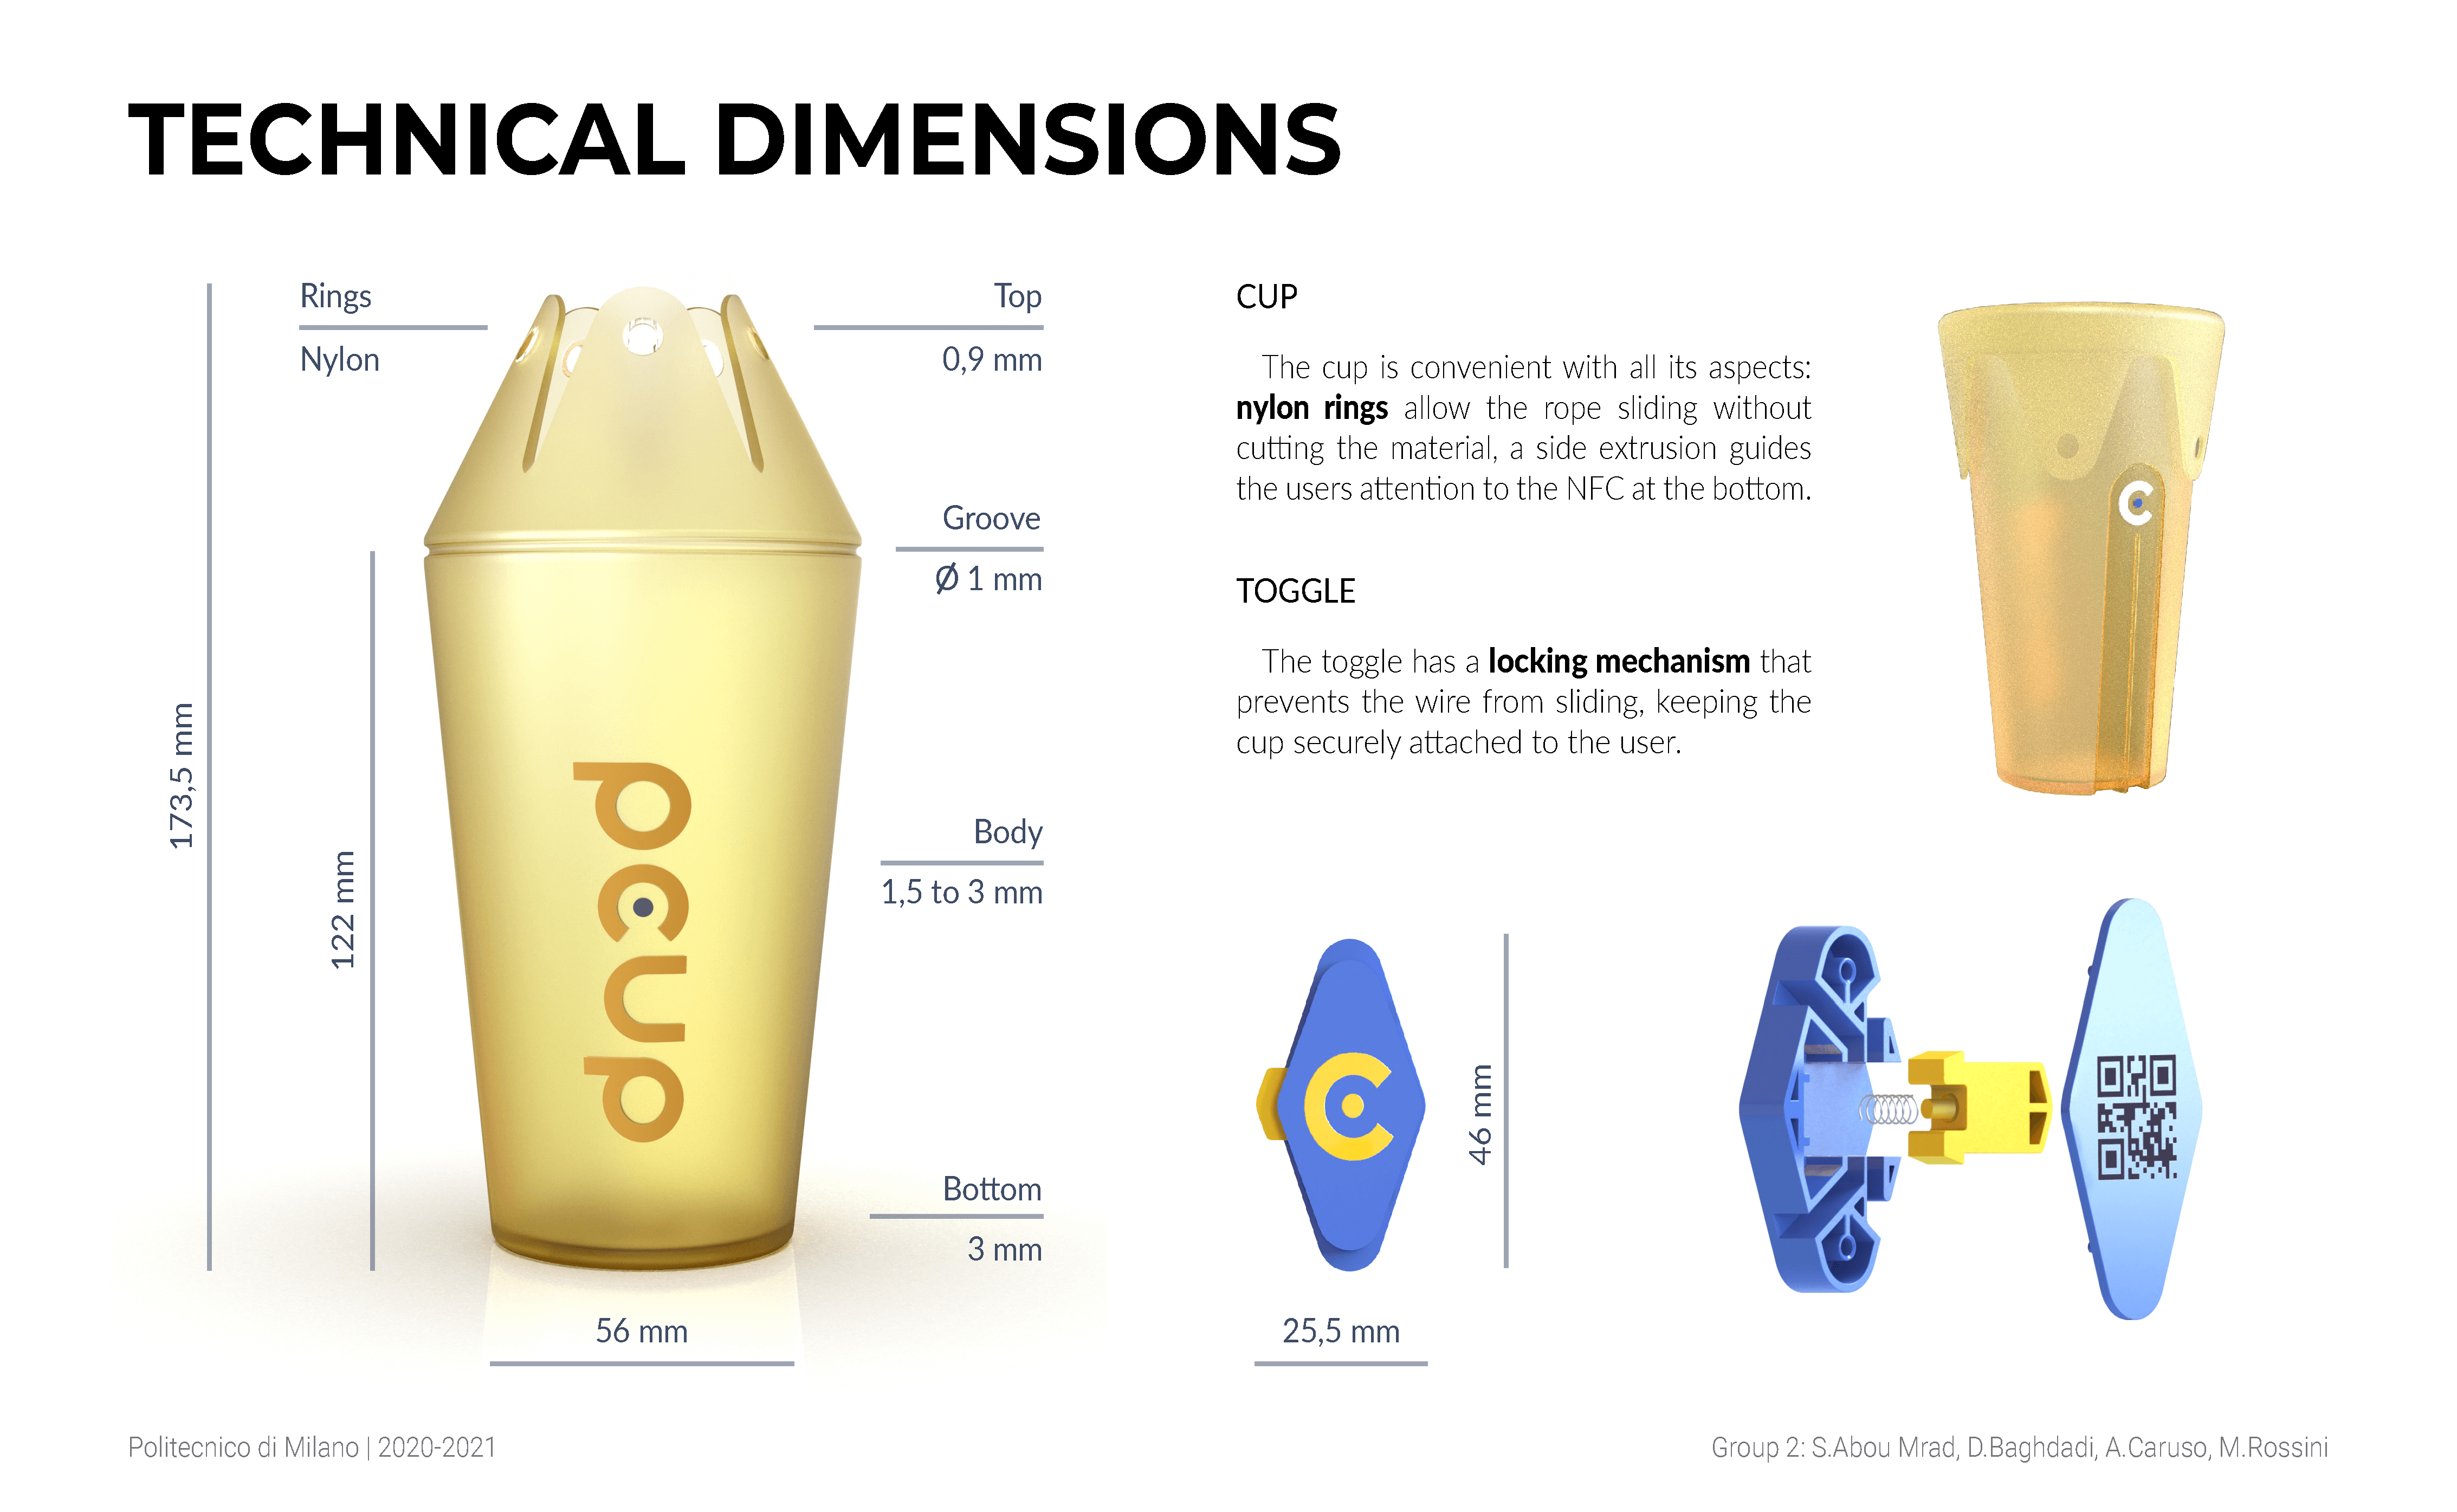 TECHNICAL DIMENSIONS
Rings
Nylon
Top
0,9 mm
Groove
Ø 1 mm
Body
1,5 to 3 mm
Bottom
3 mm
173,5 mm
122 mm
56 mm
pcup
CUP
The cup is convenient with all its aspects:
nylon rings allow the rope sliding without
cutting the material, a side extrusion guides
the users attention to the NFC at the bottom.
TOGGLE
The toggle has a locking mechanism that
prevents the wire from sliding, keeping the
cup securely attached to the user.
C
C
46 mm
25,5 mm
Politecnico di Milano | 2020-2021
Group 2: S.Abou Mrad, D.Baghdadi, A.Caruso, M.Rossini